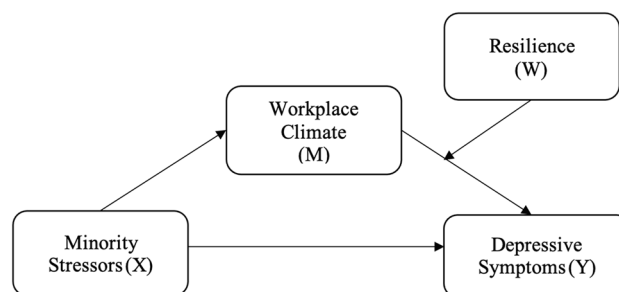 Resilience
(W)
Workplace
Climate
(M)
Minority
Stressors (X)
Depressive
Symptoms (Y)